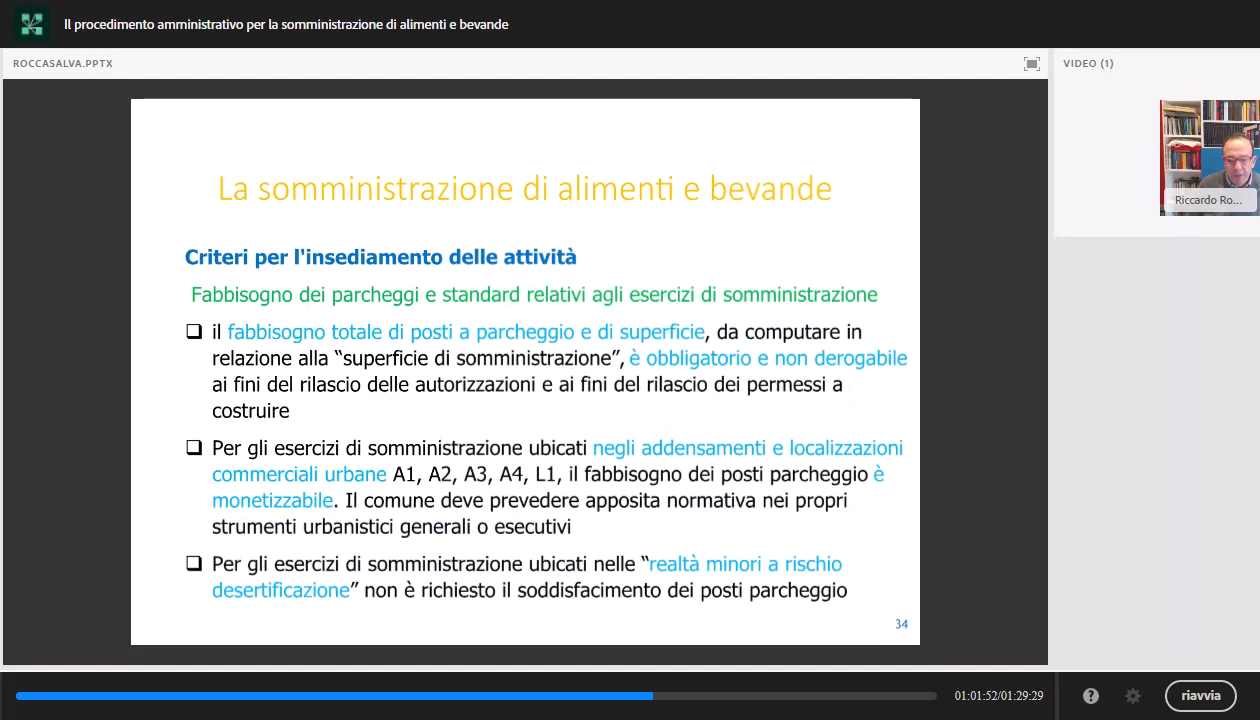 Il procedimento amministrativo per la somministrazione di alimenti e bevande
ROCCASALVA.PPTX
VIDEO (1)
Riccardo Ro...
La somministrazione di alimenti e bevande
Criteri per l'insediamento delle attività
Fabbisogno dei parcheggi e standard relativi agli esercizi di somministrazione
❑ il fabbisogno totale di posti a parcheggio e di superficie, da computare in
relazione alla “superficie di somministrazione”, è obbligatorio e non derogabile
ai fini del rilascio delle autorizzazioni e ai fini del rilascio dei permessi a
costruire
❑ Per gli esercizi di somministrazione ubicati negli addensamenti e localizzazioni
commerciali urbane A1, A2, A3, A4, L1, il fabbisogno dei posti parcheggio è
monetizzabile. Il comune deve prevedere apposita normativa nei propri
strumenti urbanistici generali o esecutivi
❑ Per gli esercizi di somministrazione ubicati nelle “realtà minori a rischio
desertificazione” non è richiesto il soddisfacimento dei posti parcheggio
34
01:01:52/01:29:29
?
riavvia